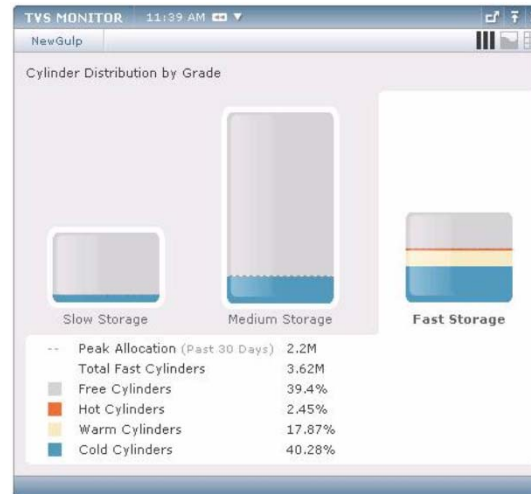 TVS MONITOR 11:39 AM
NewGulp
Cylinder Distribution by Grade
Slow Storage Medium Storage Fast Storage
-- Peak Allocation (Past 30 Days) 2.2M
Total Fast Cylinders 3.62M
Free Cylinders 39.4%
Hot Cylinders 2.45%
Warm Cylinders 17.87%
Cold Cylinders 40.28%